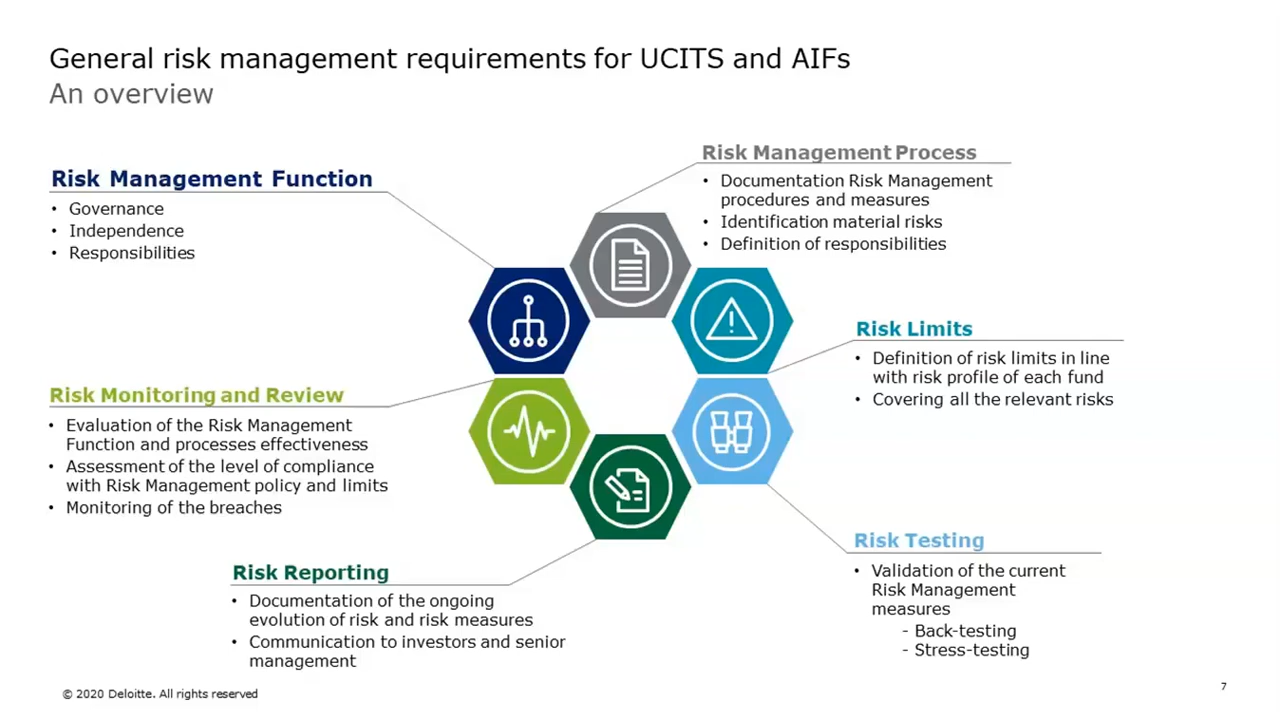 General risk management requirements for UCITS and AIFs
An overview
Risk Management Function
• Governance
• Independence
• Responsibilities
Risk Management Process
• Documentation Risk Management
procedures and measures
• Identification material risks
• Definition of responsibilities
Risk Limits
• Definition of risk limits in line
with risk profile of each fund
• Covering all the relevant risks
Risk Monitoring and Review
• Evaluation of the Risk Management
Function and processes effectiveness
• Assessment of the level of compliance
with Risk Management policy and limits
• Monitoring of the breaches
Risk Testing
• Validation of the current
Risk Management
measures
- Back-testing
- Stress-testing
Risk Reporting
• Documentation of the ongoing
evolution of risk and risk measures
• Communication to investors and senior
management
© 2020 Deloitte. All rights reserved
7